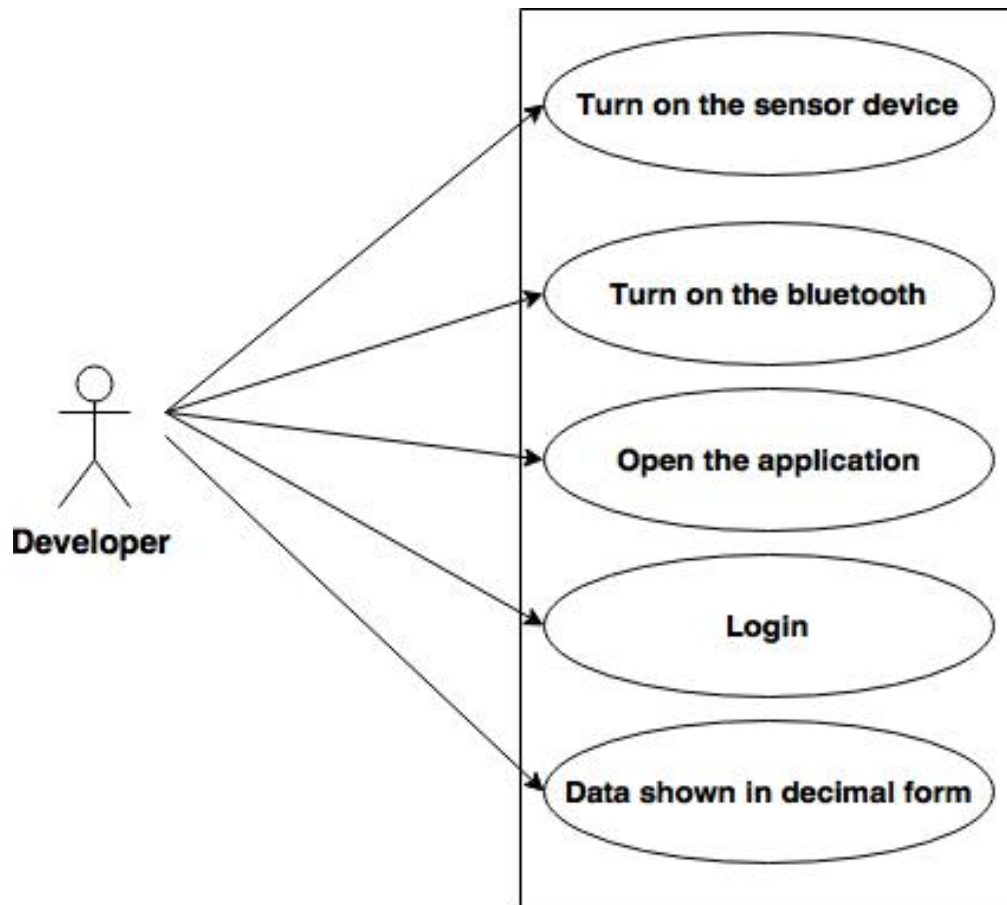 Turn on the sensor device
Turn on the bluetooth
Open the application
Developer
Login
Data shown in decimal form